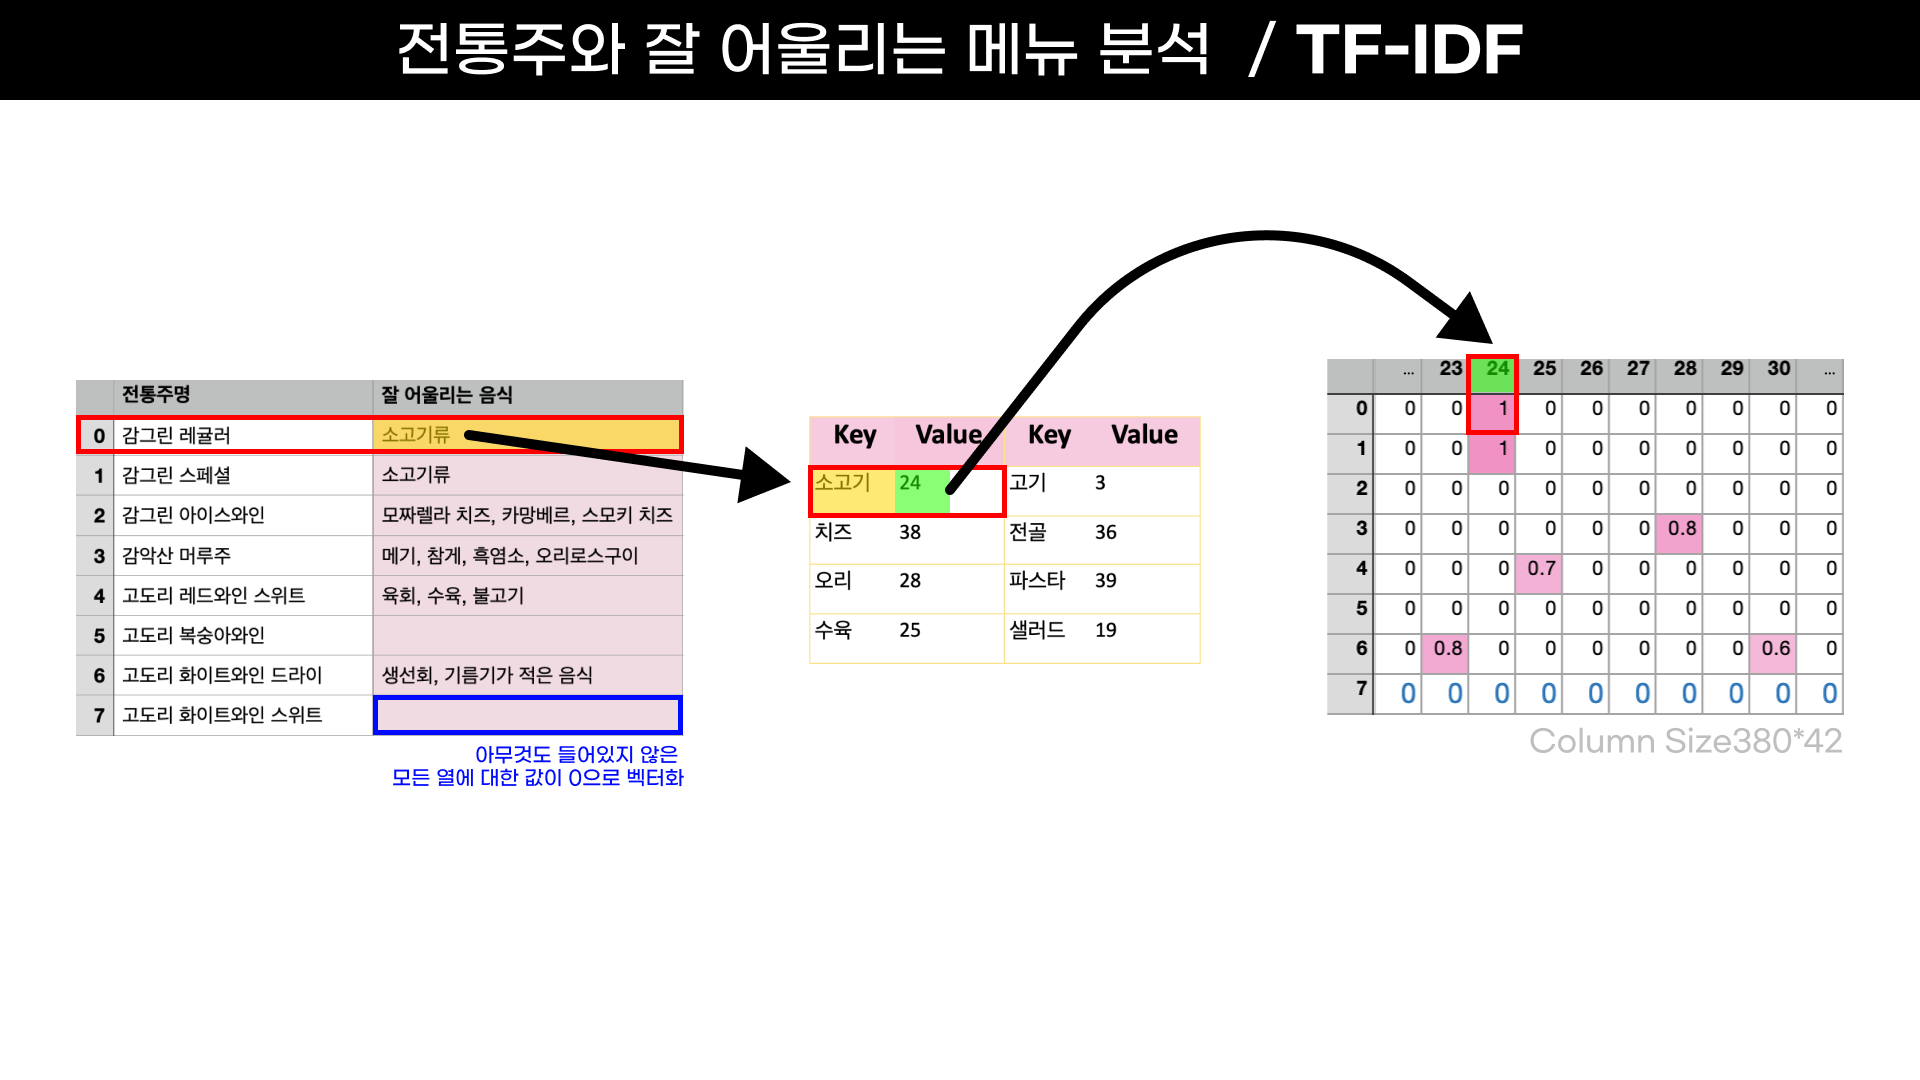 전통주와 잘 어울리는 메뉴 분석 / TF-IDF
전통주명 잘 어울리는 음식
0 감그린 레귤러 소고기류
1 감그린 스페셜 소고기류
2 감그린 아이스와인 모짜렐라 치즈, 카망베르, 스모키 치즈
3 감악산 머루주 메기, 참게, 흑염소, 오리로스구이
4 고도리 레드와인 스위트 육회, 수육, 불고기
5 고도리 복숭아와인
6 고도리 화이트와인 드라이 생선회, 기름기가 적은 음식
7 고도리 화이트와인 스위트
아무것도 들어있지 않은
모든 열에 대한 값이 0으로 벡터화
Key Value Key Value
소고기 24 고기 3
치즈 38 전골 36
오리 28 파스타 39
수육 25 샐러드 19
... 23 24 25 26 27 28 29 30 ...
0 0 0 1 0 0 0 0 0 0 0
1 0 0 1 0 0 0 0 0 0 0
2 0 0 0 0 0 0 0 0 0 0
3 0 0 0 0 0 0 0.8 0 0 0
4 0 0 0 0.7 0 0 0 0 0 0
5 0 0 0 0 0 0 0 0 0 0
6 0 0.8 0 0 0 0 0 0 0.6 0
7 0 0 0 0 0 0 0 0 0 0
Column Size380*42